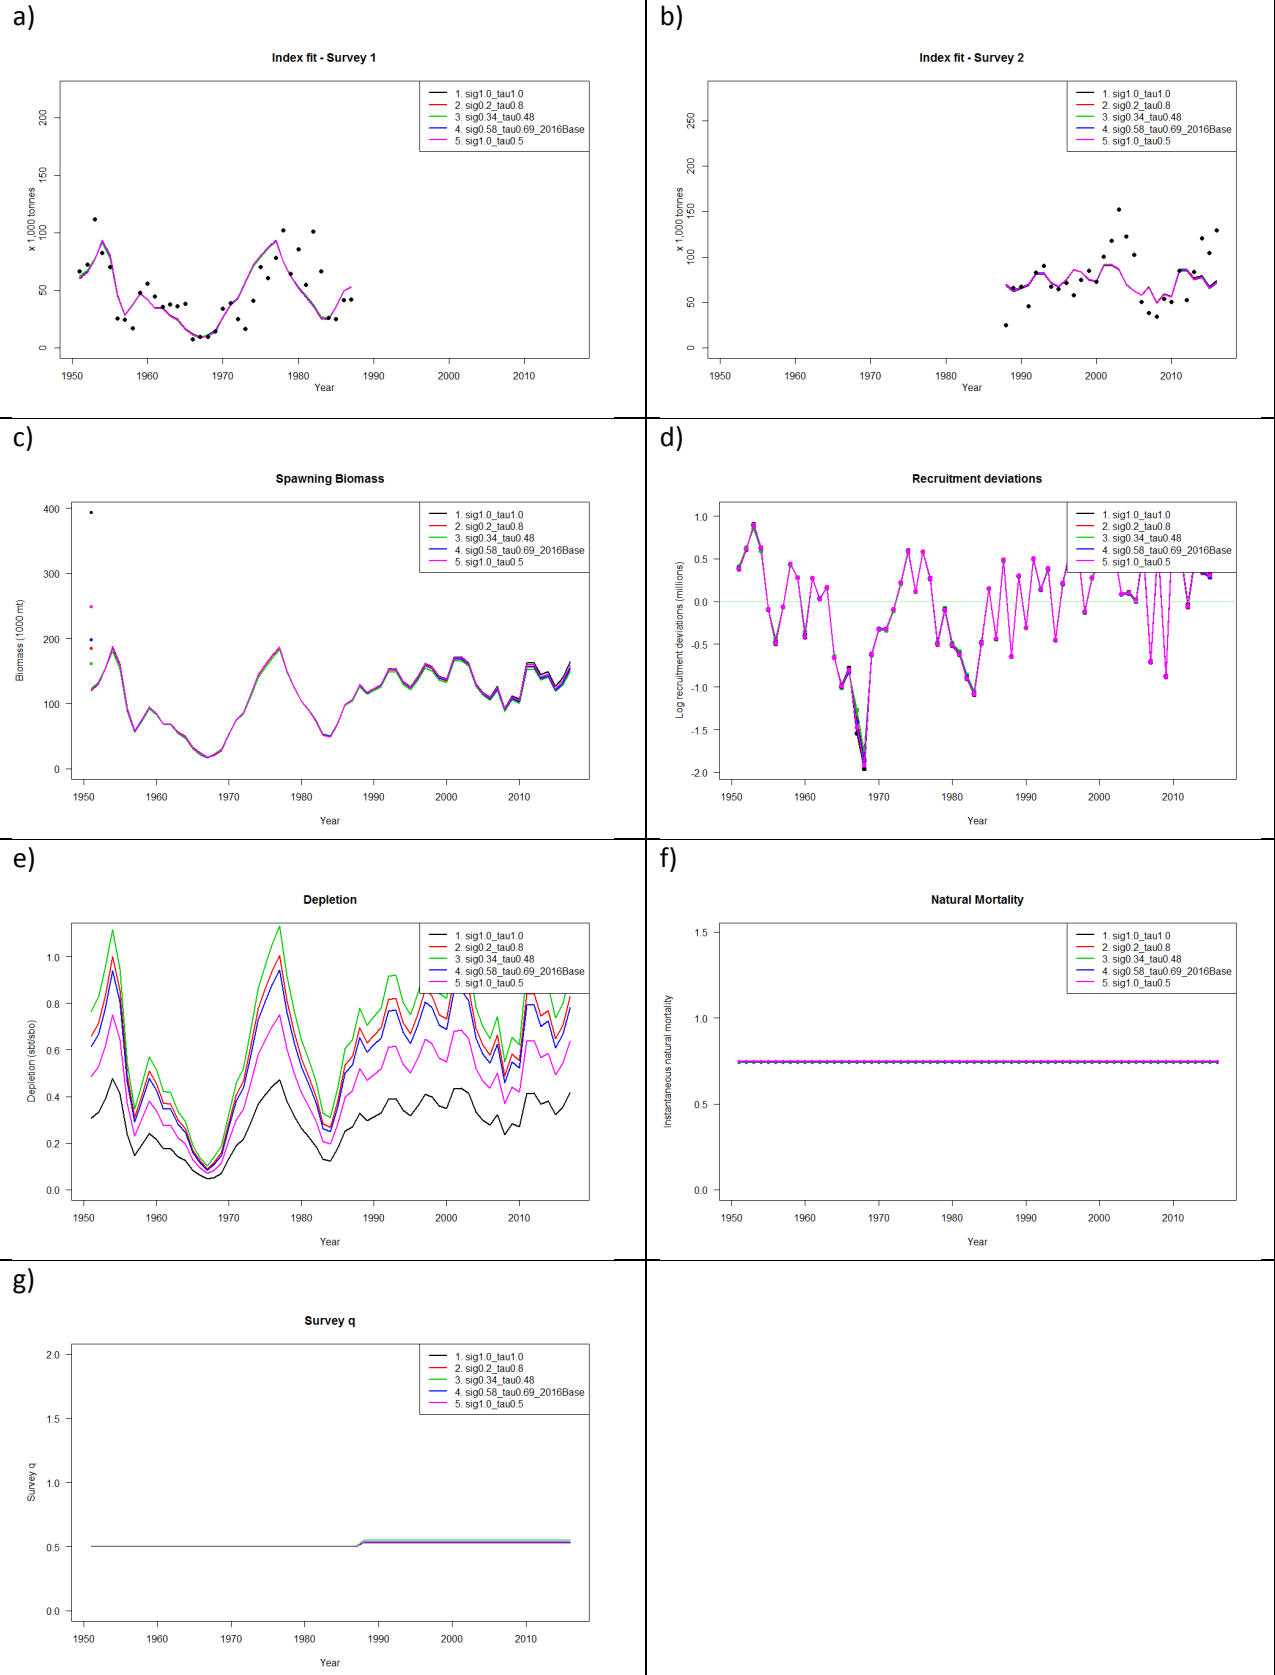 a)
Index fit - Survey 1
1. sig1.0_tau1.0
2. sig0.2_tau0.8
3. sig0.34_tau0.48
4. sig0.58_tau0.69_2016Base
5. sig1.0_tau0.5
x 1,000 tonnes
200
150
100
50
0
1950 1960 1970 1980 1990 2000 2010
Year
b)
Index fit - Survey 2
1. sig1.0_tau1.0
2. sig0.2_tau0.8
3. sig0.34_tau0.48
4. sig0.58_tau0.69_2016Base
5. sig1.0_tau0.5
x 1,000 tonnes
250
200
150
100
50
0
1950 1960 1970 1980 1990 2000 2010
Year
c)
Spawning Biomass
1. sig1.0_tau1.0
2. sig0.2_tau0.8
3. sig0.34_tau0.48
4. sig0.58_tau0.69_2016Base
5. sig1.0_tau0.5
Biomass (1000 mt)
400
300
200
100
0
1950 1960 1970 1980 1990 2000 2010
Year
d)
Recruitment deviations
1. sig1.0_tau1.0
2. sig0.2_tau0.8
3. sig0.34_tau0.48
4. sig0.58_tau0.69_2016Base
5. sig1.0_tau0.5
Log recruitment deviations (millions)
1.0
0.5
0.0
-0.5
-1.0
-1.5
-2.0
1950 1960 1970 1980 1990 2000 2010
Year
e)
Depletion
1. sig1.0_tau1.0
2. sig0.2_tau0.8
3. sig0.34_tau0.48
4. sig0.58_tau0.69_2016Base
5. sig1.0_tau0.5
Depletion (sbt/sbo)
1.0
0.8
0.6
0.4
0.2
0.0
1950 1960 1970 1980 1990 2000 2010
Year
f)
Natural Mortality
1. sig1.0_tau1.0
2. sig0.2_tau0.8
3. sig0.34_tau0.48
4. sig0.58_tau0.69_2016Base
5. sig1.0_tau0.5
Instantaneous natural mortality
1.5
1.0
0.5
0.0
1950 1960 1970 1980 1990 2000 2010
Year
g)
Survey q
1. sig1.0_tau1.0
2. sig0.2_tau0.8
3. sig0.34_tau0.48
4. sig0.58_tau0.69_2016Base
5. sig1.0_tau0.5
Survey q
2.0
1.5
1.0
0.5
0.0
1950 1960 1970 1980 1990 2000 2010
Year